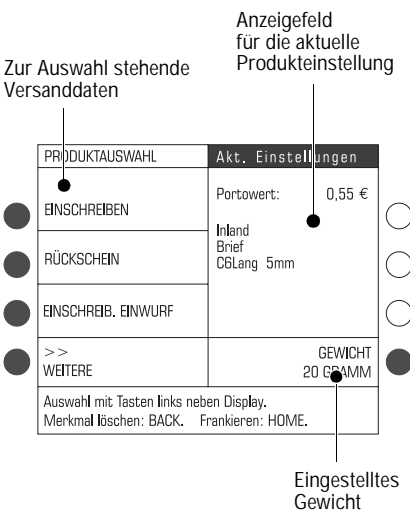 Anzeigefeld
für die aktuelle
Produkteinstellung
Zur Auswahl stehende
Versanddaten
PRODUKTAUSWAHL
Akt. Einstellungen
EINSCHREIBEN
Portowert: 0,55 €
Inland
Brief
C6Lang 5mm
RÜCKSCHEIN
EINSCHREIB. EINWURF
>>
WEITERE
GEWICHT
20 GRAMM
Auswahl mit Tasten links neben Display.
Merkmal löschen: BACK. Frankieren: HOME.
Eingestelltes
Gewicht